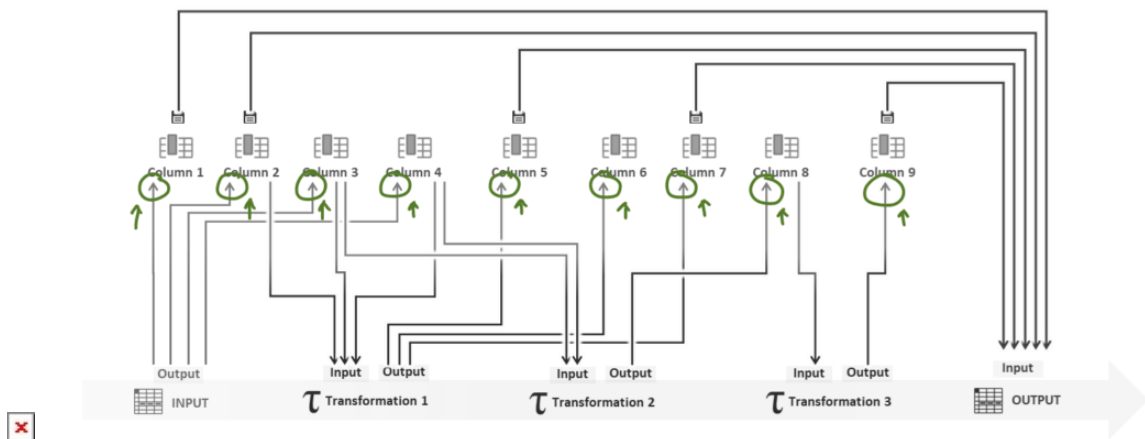 Column 1 Column 2 Column 3 Column 4 Column 5 Column 6 Column 7 Column 8 Column 9
Output Input Output Input Output Input Output Input
INPUT τ Transformation 1 τ Transformation 2 τ Transformation 3 OUTPUT